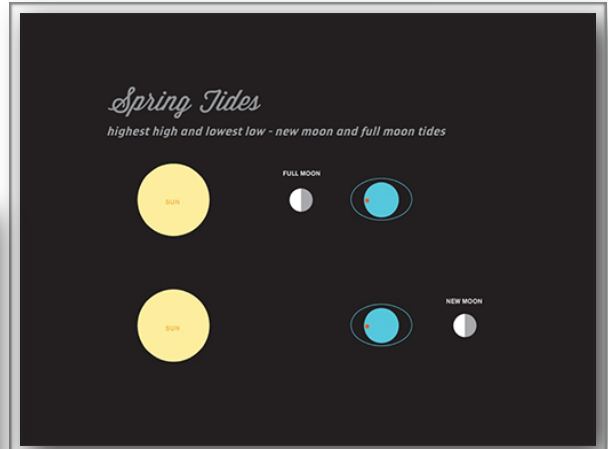 Spring Tides
highest high and lowest low - new moon and full moon tides
FULL MOON
SUN
NEW MOON
SUN